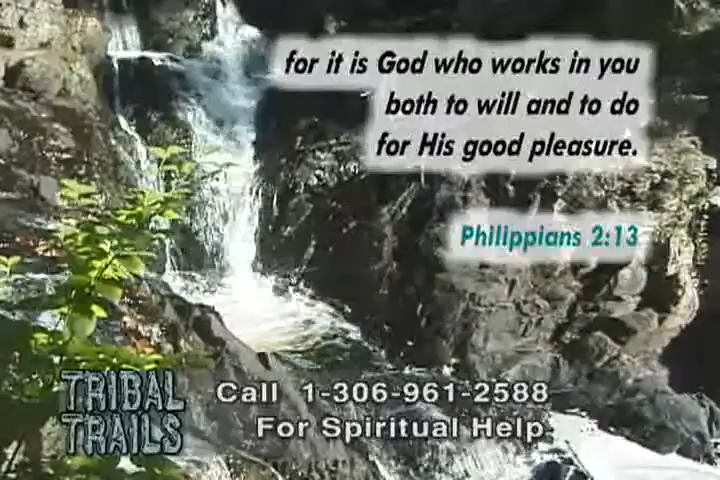 for it is God who works in you
both to will and to do
for His good pleasure.
Philippians 2:13
TRIBAL
TRAILS
Call 1-306-961-2588
For Spiritual Help